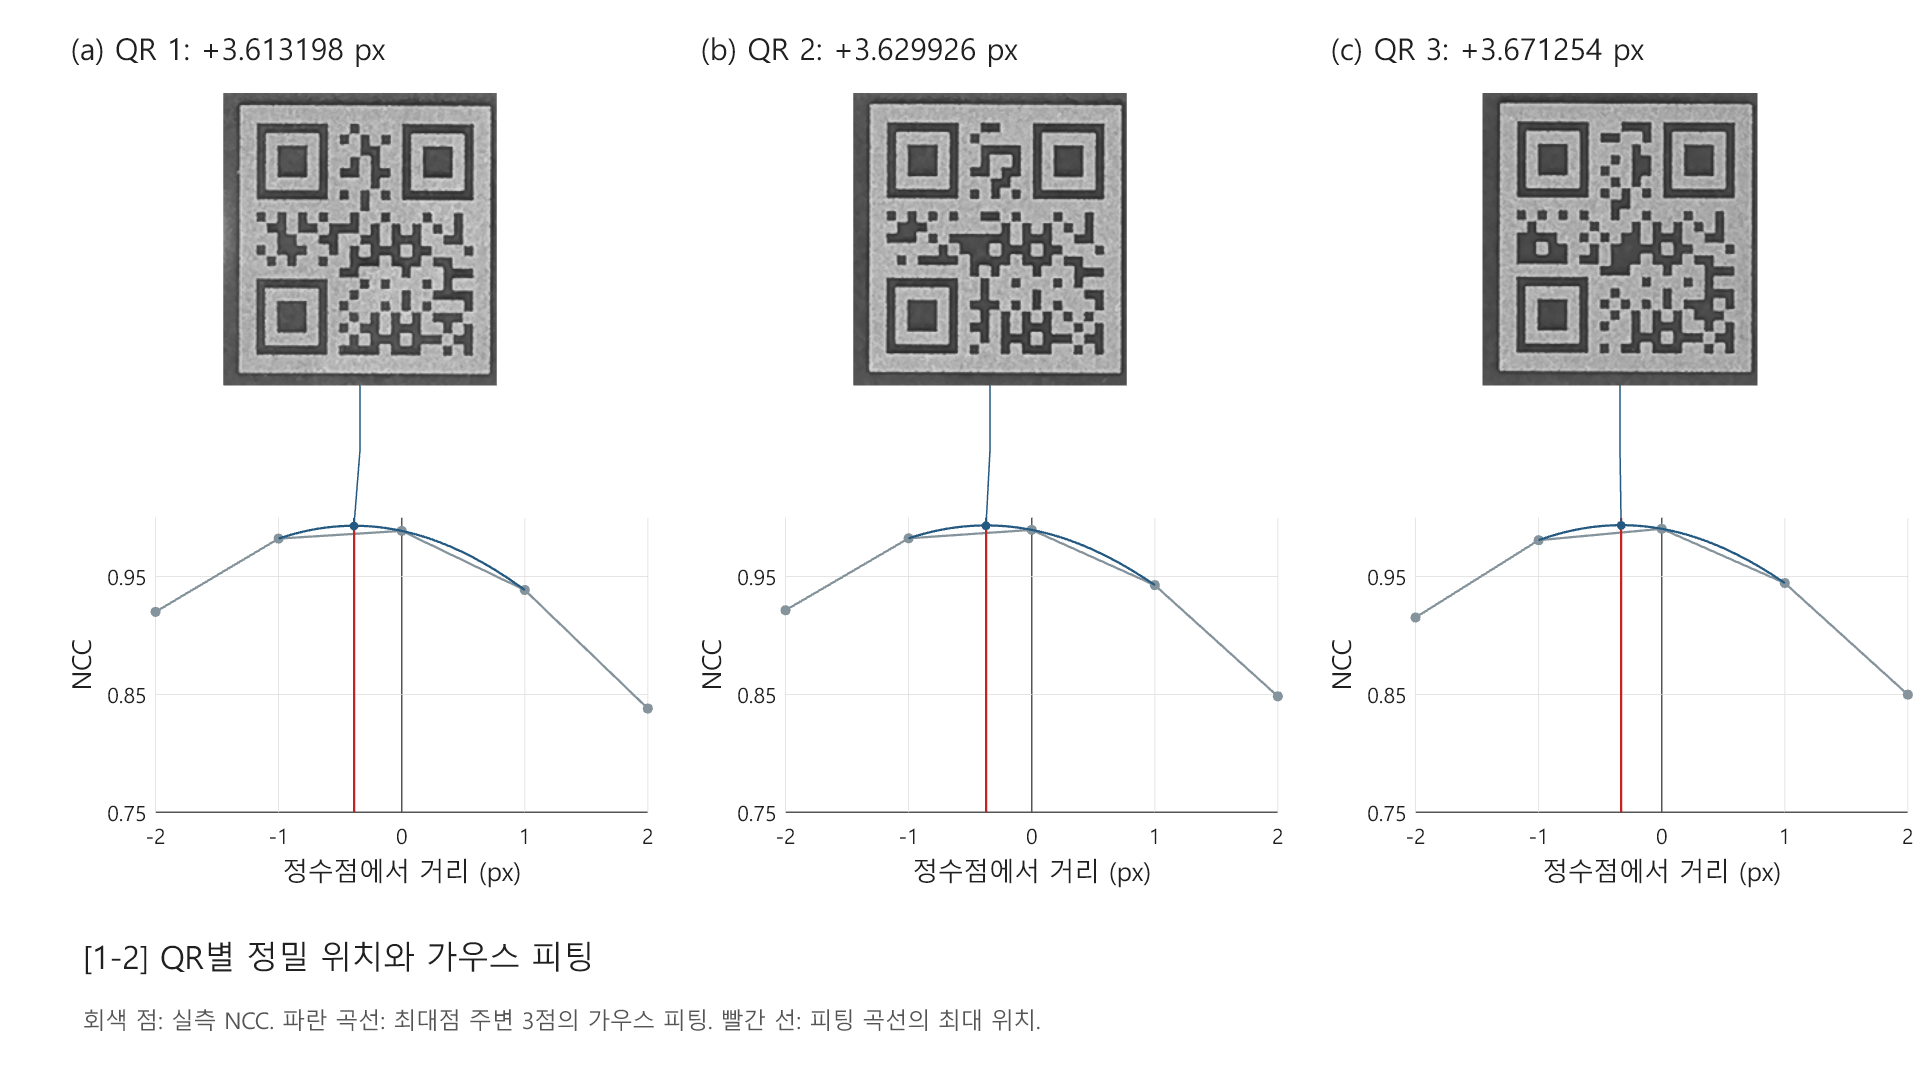 (a) QR 1: +3.613198 px
(b) QR 2: +3.629926 px
(c) QR 3: +3.671254 px
NCC
0.95
0.85
0.75
-2 -1 0 1 2
정수점에서 거리 (px)
NCC
0.95
0.85
0.75
-2 -1 0 1 2
정수점에서 거리 (px)
NCC
0.95
0.85
0.75
-2 -1 0 1 2
정수점에서 거리 (px)
[1-2] QR별 정밀 위치와 가우스 피팅
회색 점: 실측 NCC. 파란 곡선: 최대점 주변 3점의 가우스 피팅. 빨간 선: 피팅 곡선의 최대 위치.